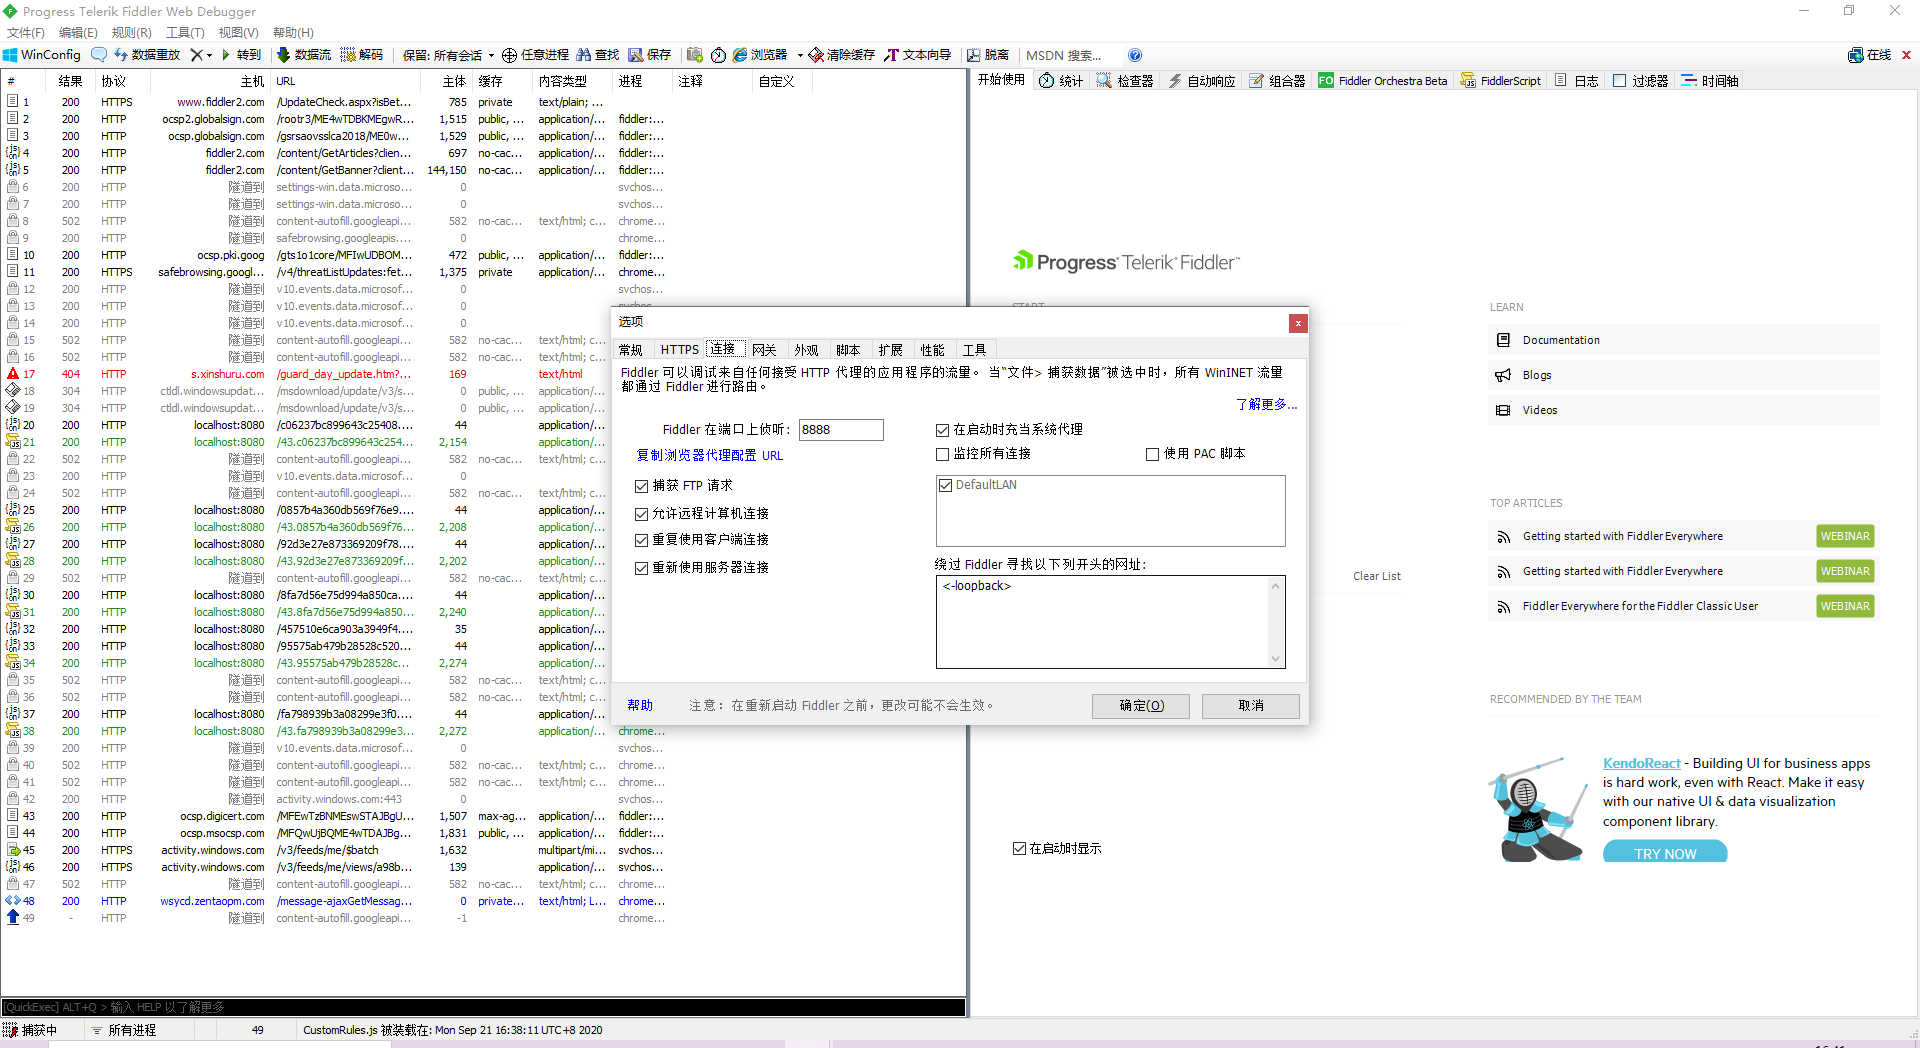 Progress Telerik Fiddler Web Debugger
文件(F) 编辑(E) 规则(R) 工具(T) 视图(V) 帮助(H)
WinConfig 数据重放 转到 数据流 解码 保留: 所有会话 任意进程 查找 保存 浏览器 清除缓存 文本向导 脱离 MSDN 搜索... 在线
# 结果 协议 主机 URL 主体 缓存 内容类型 进程 注释 自定义
1 200 HTTPS www.fiddler2.com /UpdateCheck.aspx?isBet... 785 private text/plain; ...
2 200 HTTP ocsp2.globalsign.com /rootr3/ME4wTDBKMEgwR... 1,515 public, ... application/... fiddler:...
3 200 HTTP ocsp.globalsign.com /gsrsaovsslca2018/ME0w... 1,529 public, ... application/... fiddler:...
4 200 HTTP fiddler2.com /content/GetArticles?clien... 697 no-cac... application/... fiddler:...
5 200 HTTP fiddler2.com /content/GetBanner?client... 144,150 no-cac... application/... fiddler:...
6 200 HTTP 隧道到 settings-win.data.microso... 0 svchos...
7 200 HTTP 隧道到 settings-win.data.microso... 0 svchos...
8 502 HTTP 隧道到 content-autofill.googleapi... 582 no-cac... text/html; c... chrome...
9 200 HTTP 隧道到 safebrowsing.googleapis.... 0 chrome...
10 200 HTTP ocsp.pki.goog /gts1o1core/MFIwUDBOM... 472 public, ... application/... fiddler:...
11 200 HTTPS safebrowsing.googl... /v4/threatListUpdates:fet... 1,375 private application/... chrome...
12 200 HTTP 隧道到 v10.events.data.microsof... 0 svchos...
13 200 HTTP 隧道到 v10.events.data.microsof... 0 svchos...
14 200 HTTP 隧道到 v10.events.data.microsof... 0
15 502 HTTP 隧道到 content-autofill.googleapi... 582 no-cac... text/html; c...
16 502 HTTP 隧道到 content-autofill.googleapi... 582 no-cac... text/html; c...
17 404 HTTP s.xinshuru.com /guard_day_update.htm?... 169 text/html
18 304 HTTP ctldl.windowsupdat... /msdownload/update/v3/s... 0 public, ... application/...
19 304 HTTP ctldl.windowsupdat... /msdownload/update/v3/s... 0 public, ... application/...
20 200 HTTP localhost:8080 /c06237bc899643c25408.... 44 application/...
21 200 HTTP localhost:8080 /43.c06237bc899643c254... 2,154 application/...
22 502 HTTP 隧道到 content-autofill.googleapi... 582 no-cac... text/html; c...
23 200 HTTP 隧道到 v10.events.data.microsof... 0
24 502 HTTP 隧道到 content-autofill.googleapi... 582 no-cac... text/html; c...
25 200 HTTP localhost:8080 /0857b4a360db569f76e9.... 44 application/...
26 200 HTTP localhost:8080 /43.0857b4a360db569f76... 2,208 application/...
27 200 HTTP localhost:8080 /92d3e27e873369209f78.... 44 application/...
28 200 HTTP localhost:8080 /43.92d3e27e873369209f... 2,202 application/...
29 502 HTTP 隧道到 content-autofill.googleapi... 582 no-cac... text/html; c...
30 200 HTTP localhost:8080 /8fa7d56e75d994a850ca.... 44 application/...
31 200 HTTP localhost:8080 /43.8fa7d56e75d994a850... 2,240 application/...
32 200 HTTP localhost:8080 /457510e6ca903a3949f4.... 35 application/...
33 200 HTTP localhost:8080 /95575ab479b28528c520... 44 application/...
34 200 HTTP localhost:8080 /43.95575ab479b28528c... 2,274 application/...
35 502 HTTP 隧道到 content-autofill.googleapi... 582 no-cac... text/html; c...
36 502 HTTP 隧道到 content-autofill.googleapi... 582 no-cac... text/html; c...
37 200 HTTP localhost:8080 /fa798939b3a08299e3f0.... 44 application/...
38 200 HTTP localhost:8080 /43.fa798939b3a08299e3... 2,272 application/... chrome...
39 200 HTTP 隧道到 v10.events.data.microsof... 0 svchos...
40 502 HTTP 隧道到 content-autofill.googleapi... 582 no-cac... text/html; c... chrome...
41 502 HTTP 隧道到 content-autofill.googleapi... 582 no-cac... text/html; c... chrome...
42 200 HTTP 隧道到 activity.windows.com:443 0 svchos...
43 200 HTTP ocsp.digicert.com /MFEwTzBNMEswSTAJBgU... 1,507 max-ag... application/... fiddler:...
44 200 HTTP ocsp.msocsp.com /MFQwUjBQME4wTDAJBg... 1,831 public, ... application/... fiddler:...
45 200 HTTPS activity.windows.com /v3/feeds/me/$batch 1,632 multipart/mi... svchos...
46 200 HTTPS activity.windows.com /v3/feeds/me/views/a98b... 139 application/... svchos...
47 502 HTTP 隧道到 content-autofill.googleapi... 582 no-cac... text/html; c... chrome...
48 200 HTTP wsycd.zentaopm.com /message-ajaxGetMessag... 0 private... text/html; L... chrome...
49 - HTTP 隧道到 content-autofill.googleapi... -1 chrome...
[QuickExec] ALT+Q > 输入 HELP 以了解更多
捕获中 所有进程 49 CustomRules.js 被装载在: Mon Sep 21 16:38:11 UTC+8 2020
开始使用 统计 检查器 自动响应 组合器 FO Fiddler Orchestra Beta FiddlerScript 日志 过滤器 时间轴
Progress Telerik Fiddler
START
选项
常规 HTTPS 连接 网关 外观 脚本 扩展 性能 工具
Fiddler 可以调试来自任何接受 HTTP 代理的应用程序的流量。 当“文件> 捕获数据”被选中时，所有 WinINET 流量
都通过 Fiddler 进行路由。
了解更多...
Fiddler 在端口上侦听: 8888
复制浏览器代理配置 URL
捕获 FTP 请求
允许远程计算机连接
重复使用客户端连接
重新使用服务器连接
在启动时充当系统代理
监控所有连接 使用 PAC 脚本
DefaultLAN
绕过 Fiddler 寻找以下列开头的网址:
<-loopback>
帮助 注意：在重新启动 Fiddler 之前，更改可能不会生效。 确定(O) 取消
Clear List
在启动时显示
LEARN
Documentation
Blogs
Videos
TOP ARTICLES
Getting started with Fiddler Everywhere WEBINAR
Getting started with Fiddler Everywhere WEBINAR
Fiddler Everywhere for the Fiddler Classic User WEBINAR
RECOMMENDED BY THE TEAM
KendoReact - Building UI for business apps
is hard work, even with React. Make it easy
with our native UI & data visualization
component library.
TRY NOW